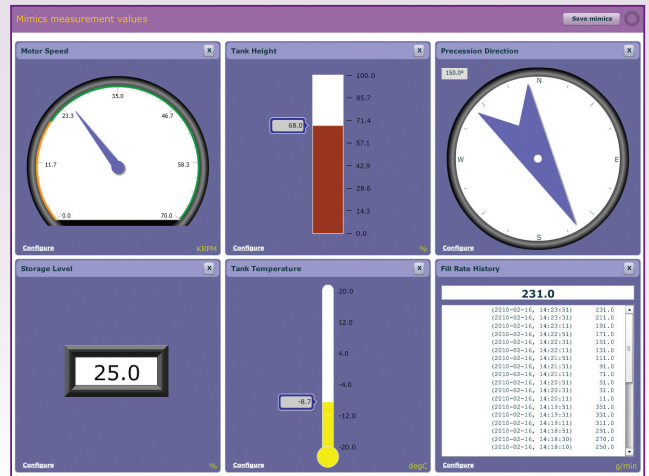 Mimics measurement values
Save mimics
Motor Speed
X
35.0
23.3
46.7
11.7
58.3
0.0
70.0
Configure
KRPM
Tank Height
X
100.0
85.7
71.4
68.0
57.1
42.9
28.6
14.3
0.0
Configure
%
Precession Direction
X
150.0º
N
W
E
S
Configure
Storage Level
X
25.0
Configure
%
Tank Temperature
X
20.0
12.0
4.0
-4.0
-8.7
-12.0
-20.0
Configure
degC
Fill Rate History
X
231.0
(2010-02-16, 14:23:51) 231.0
(2010-02-16, 14:23:31) 211.0
(2010-02-16, 14:23:11) 191.0
(2010-02-16, 14:22:51) 171.0
(2010-02-16, 14:22:31) 151.0
(2010-02-16, 14:22:11) 131.0
(2010-02-16, 14:21:51) 111.0
(2010-02-16, 14:21:31) 91.0
(2010-02-16, 14:21:11) 71.0
(2010-02-16, 14:20:51) 51.0
(2010-02-16, 14:20:31) 31.0
(2010-02-16, 14:20:11) 11.0
(2010-02-16, 14:19:51) 351.0
(2010-02-16, 14:19:31) 331.0
(2010-02-16, 14:19:11) 311.0
(2010-02-16, 14:18:51) 291.0
(2010-02-16, 14:18:30) 270.0
(2010-02-16, 14:18:10) 250.0
Configure
g/min